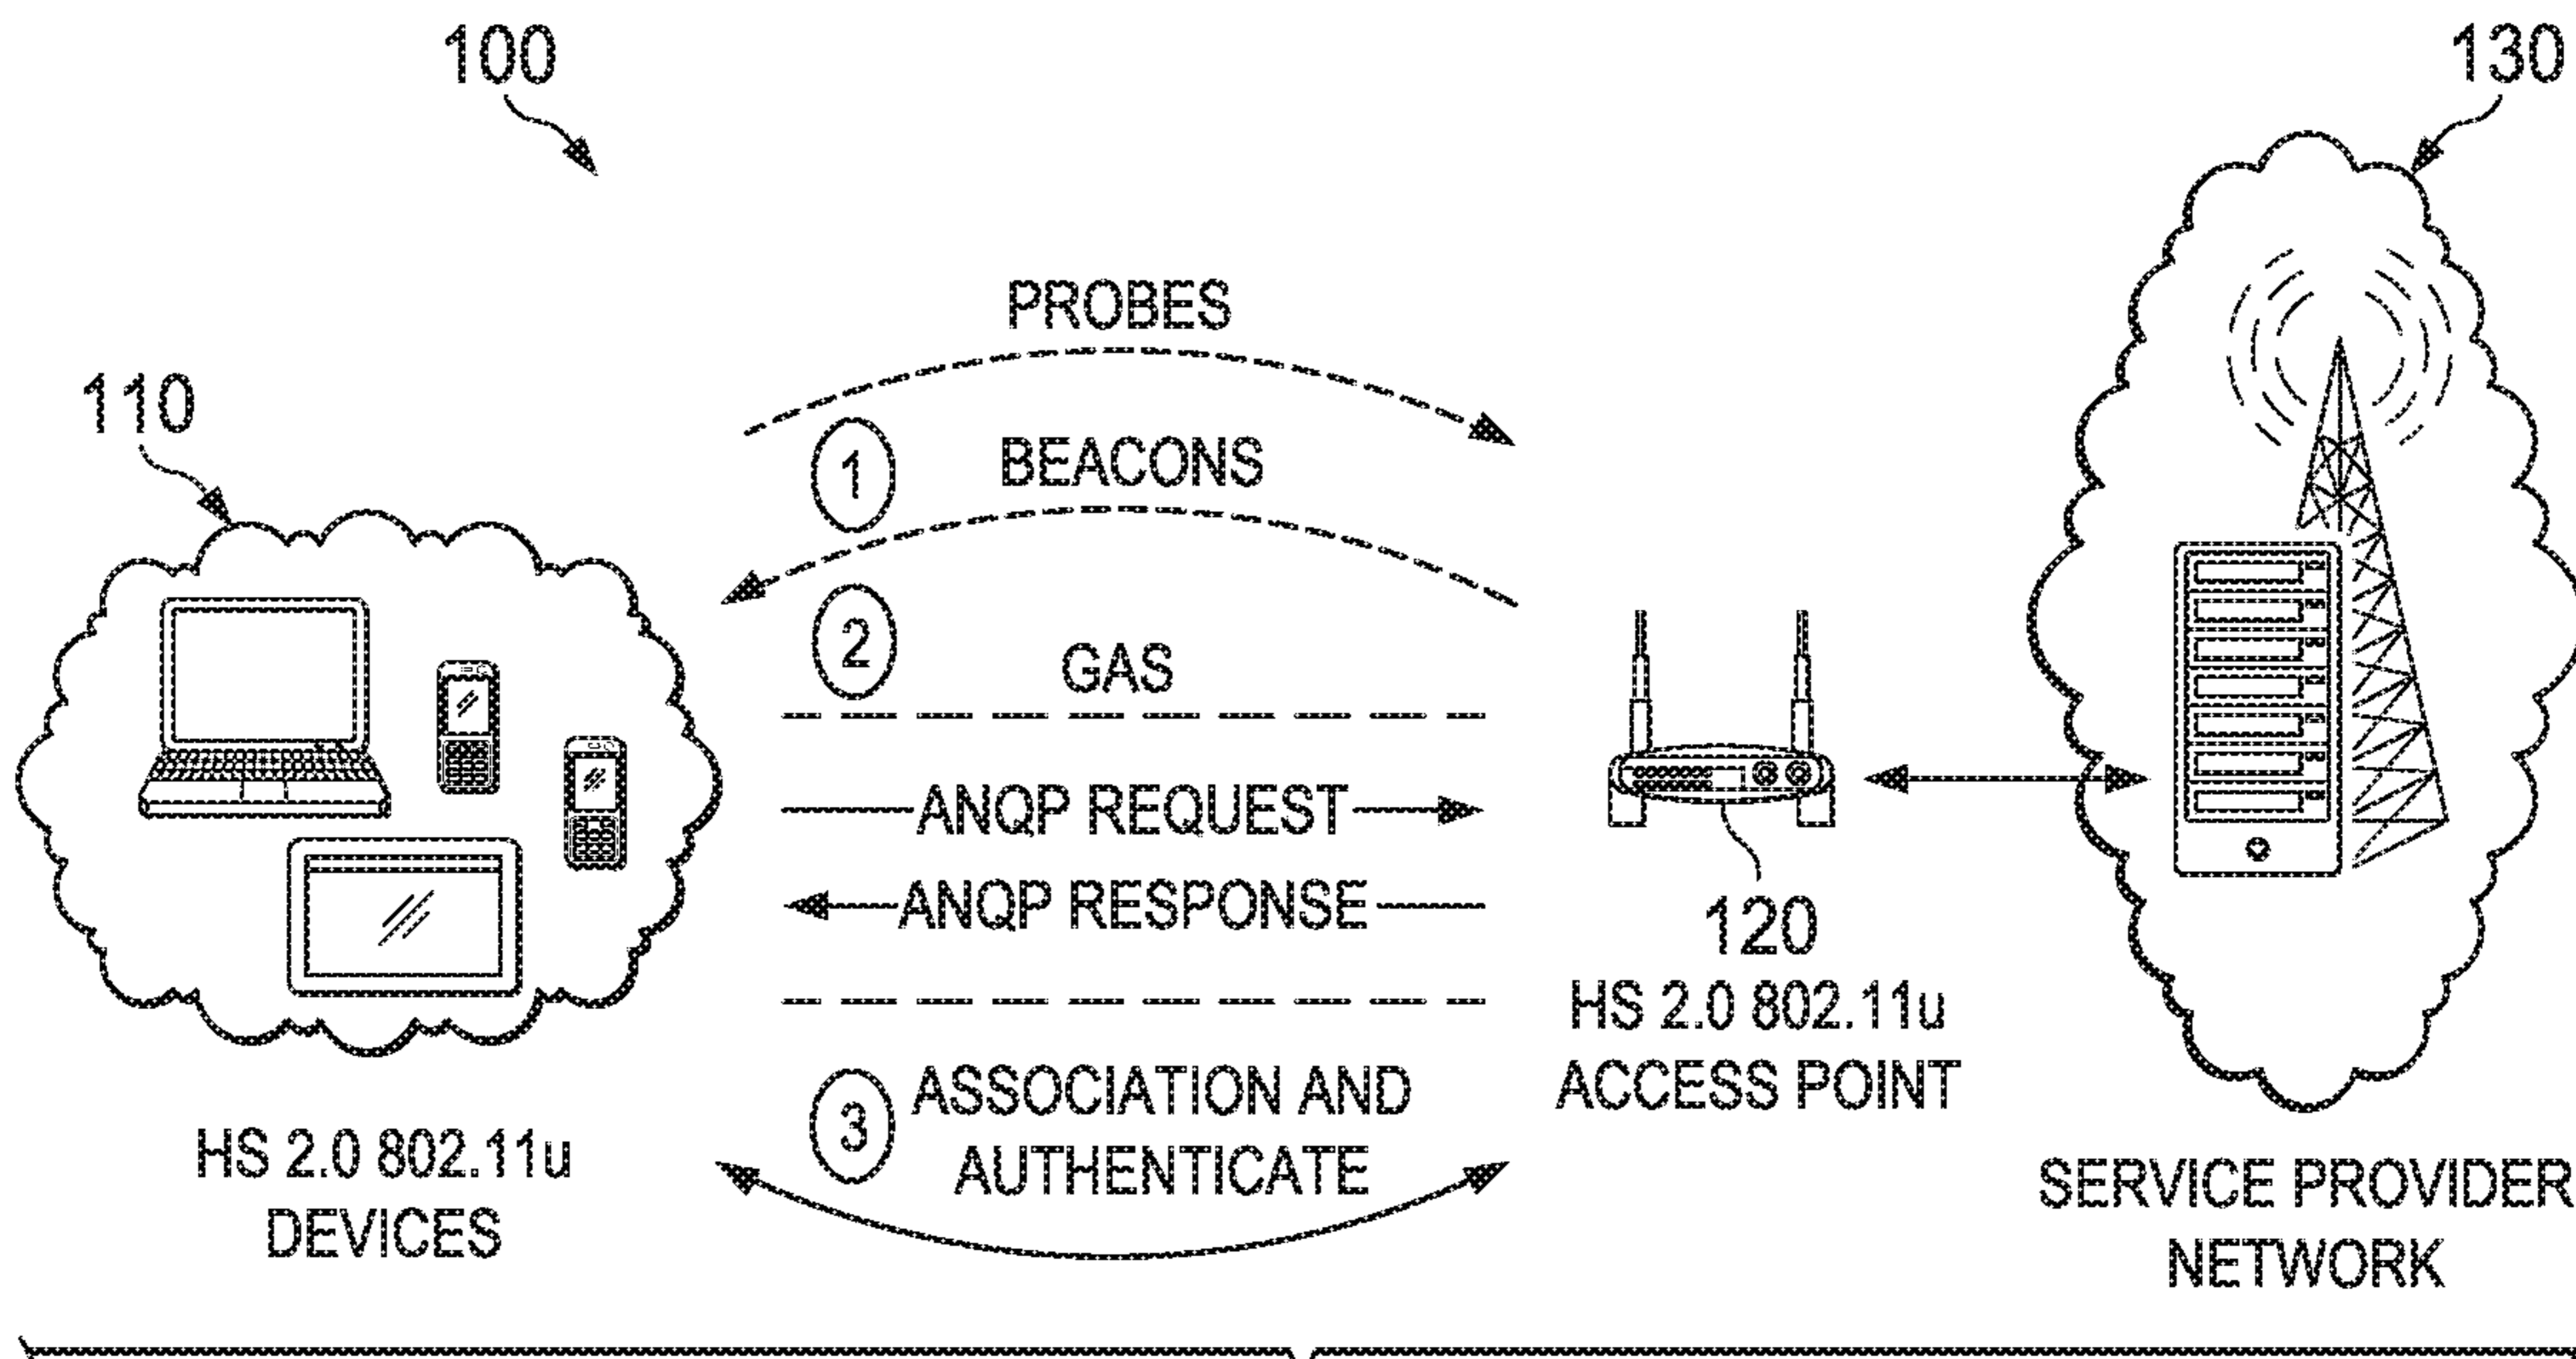 100
130
PROBES
110
1
BEACONS
2
GAS
ANQP REQUEST
ANQP RESPONSE
120
HS 2.0 802.11u
ACCESS POINT
3
ASSOCIATION AND
AUTHENTICATE
HS 2.0 802.11u
DEVICES
SERVICE PROVIDER
NETWORK